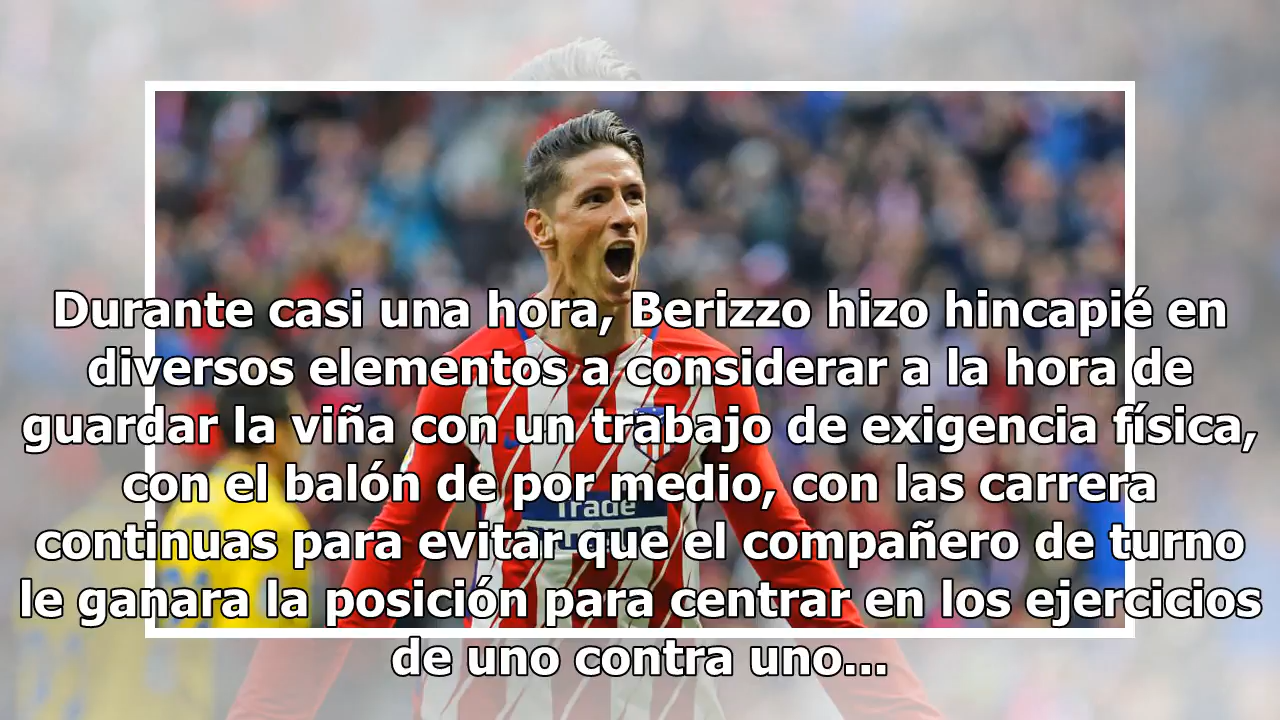 Durante casi una hora, Berizzo hizo hincapié en
diversos elementos a considerar a la hora de
guardar la viña con un trabajo de exigencia física,
con el balón de por medio, con las carrera
continuas para evitar que el compañero de turno
le ganara la posición para centrar en los ejercicios
de uno contra uno...
Trade